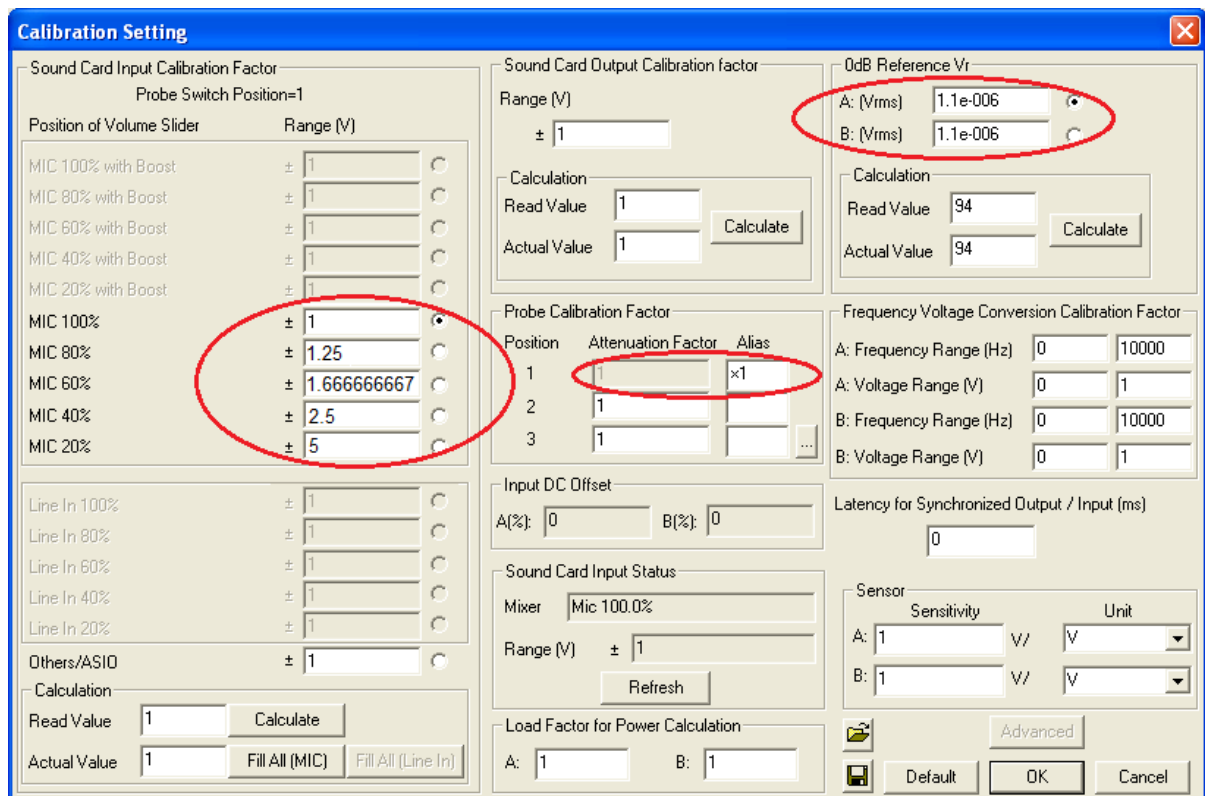 Calibration Setting
Sound Card Input Calibration Factor
Probe Switch Position=1
Position of Volume Slider Range (V)
MIC 100% with Boost ± 1
MIC 80% with Boost ± 1
MIC 60% with Boost ± 1
MIC 40% with Boost ± 1
MIC 20% with Boost ± 1
MIC 100% ± 1
MIC 80% ± 1.25
MIC 60% ± 1.666666667
MIC 40% ± 2.5
MIC 20% ± 5
Line In 100% ± 1
Line In 80% ± 1
Line In 60% ± 1
Line In 40% ± 1
Line In 20% ± 1
Others/ASIO ± 1
Calculation
Read Value 1 Calculate
Actual Value 1 Fill All (MIC) Fill All (Line In)
Sound Card Output Calibration factor
Range (V)
± 1
Calculation
Read Value 1
Calculate
Actual Value 1
Probe Calibration Factor
Position Attenuation Factor Alias
1 1 ×1
2 1
3 1 ...
Input DC Offset
A(%): 0 B(%): 0
Sound Card Input Status
Mixer Mic 100.0%
Range (V) ± 1
Refresh
Load Factor for Power Calculation
A: 1 B: 1
0dB Reference Vr
A: (Vrms) 1.1e-006
B: (Vrms) 1.1e-006
Calculation
Read Value 94
Calculate
Actual Value 94
Frequency Voltage Conversion Calibration Factor
A: Frequency Range (Hz) 0 10000
A: Voltage Range (V) 0 1
B: Frequency Range (Hz) 0 10000
B: Voltage Range (V) 0 1
Latency for Synchronized Output / Input (ms)
0
Sensor
Sensitivity Unit
A: 1 V/ V
B: 1 V/ V
Advanced
Default OK Cancel